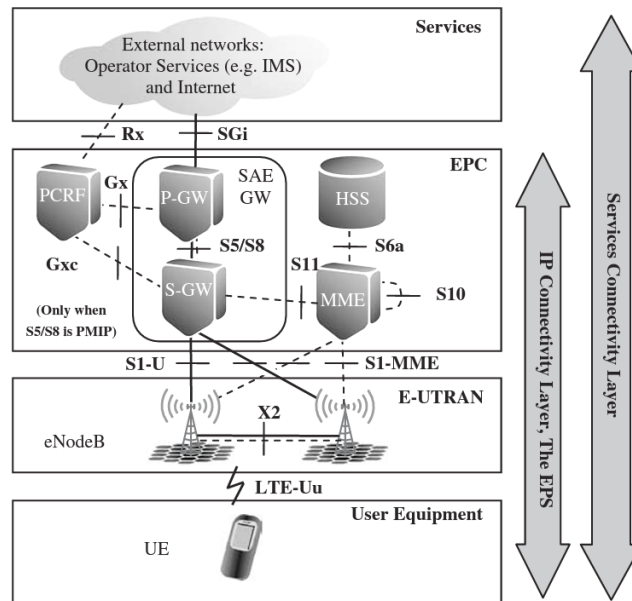 Services
External networks:
Operator Services (e.g. IMS)
and Internet
Rx
SGi
EPC
PCRF
Gx
P-GW
SAE
GW
HSS
S5/S8
S6a
Gxc
S11
S-GW
MME
S10
(Only when
S5/S8 is PMIP)
S1-U
S1-MME
E-UTRAN
X2
eNodeB
LTE-Uu
User Equipment
UE
IP Connectivity Layer, The EPS
Services Connectivity Layer